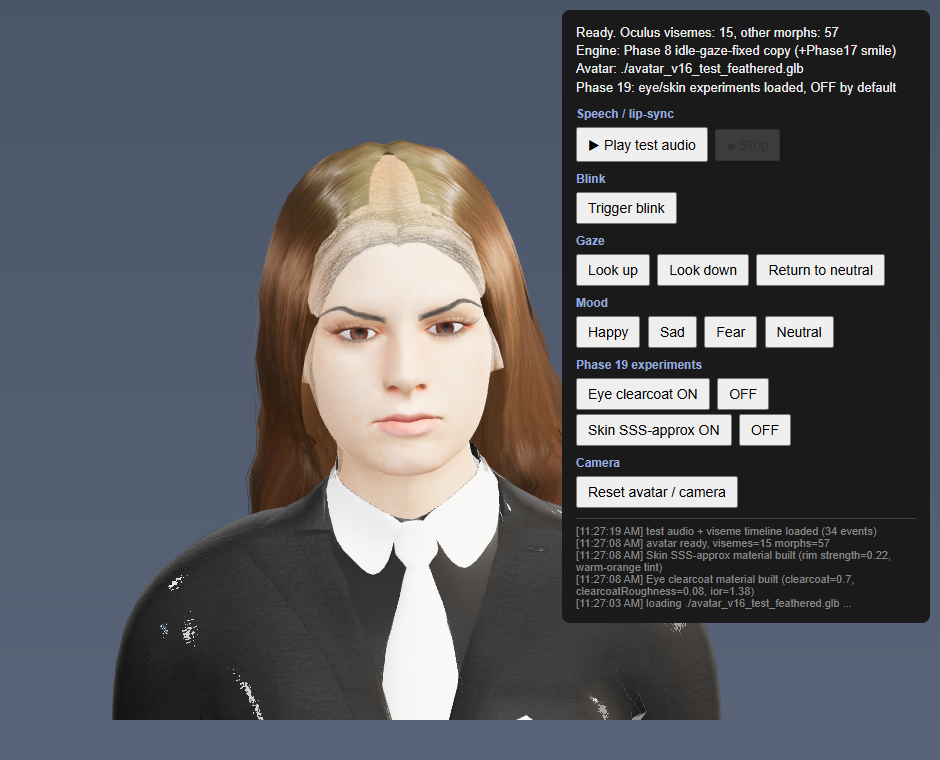 Ready. Oculus visemes: 15, other morphs: 57
Engine: Phase 8 idle-gaze-fixed copy (+Phase17 smile)
Avatar: ./avatar_v16_test_feathered.glb
Phase 19: eye/skin experiments loaded, OFF by default
Speech / lip-sync
▶ Play test audio ■ Stop
Blink
Trigger blink
Gaze
Look up Look down Return to neutral
Mood
Happy Sad Fear Neutral
Phase 19 experiments
Eye clearcoat ON OFF
Skin SSS-approx ON OFF
Camera
Reset avatar / camera
[11:27:19 AM] test audio + viseme timeline loaded (34 events)
[11:27:08 AM] avatar ready, visemes=15 morphs=57
[11:27:08 AM] Skin SSS-approx material built (rim strength=0.22,
warm-orange tint)
[11:27:08 AM] Eye clearcoat material built (clearcoat=0.7,
clearcoatRoughness=0.08, ior=1.38)
[11:27:03 AM] loading ./avatar_v16_test_feathered.glb ...